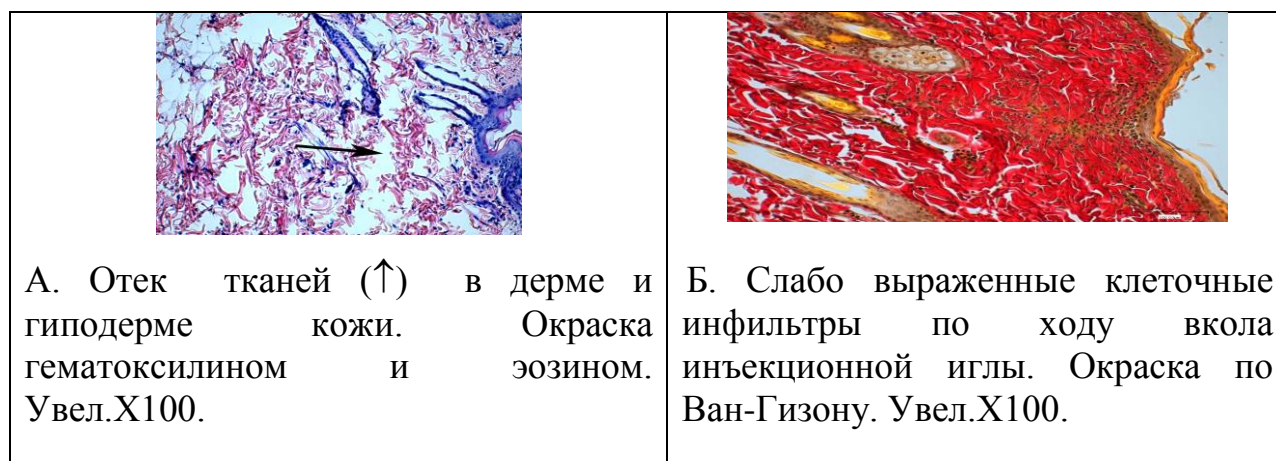 А. Отек тканей (↑) в дерме и
гиподерме кожи. Окраска
гематоксилином и эозином.
Увел.Х100.
Б. Слабо выраженные клеточные
инфильтры по ходу вкола
инъекционной иглы. Окраска по
Ван-Гизону. Увел.Х100.